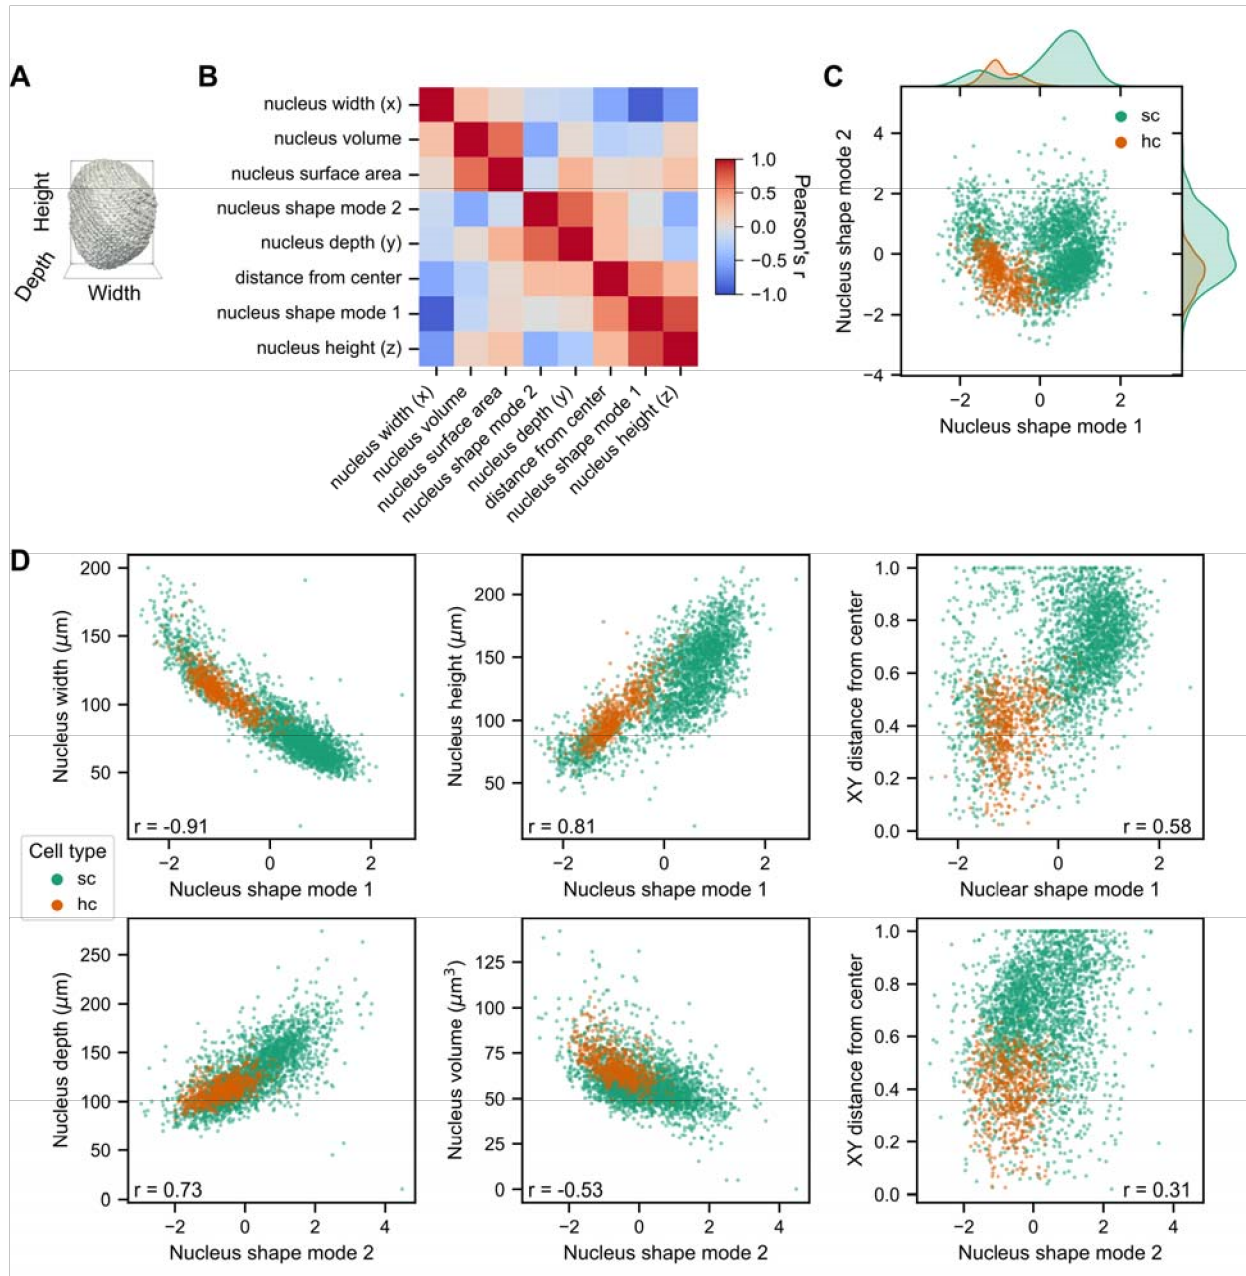 A
Height
Depth
Width
B
nucleus width (x)
nucleus volume
nucleus surface area
nucleus shape mode 2
nucleus depth (y)
distance from center
nucleus shape mode 1
nucleus height (z)
nucleus width (x)
nucleus volume
nucleus surface area
nucleus shape mode 2
nucleus depth (y)
distance from center
nucleus shape mode 1
nucleus height (z)
1.0
0.5
0.0
−0.5
−1.0
Pearson's r
C
sc
hc
4
2
0
−2
−4
Nucleus shape mode 2
−2 0 2
Nucleus shape mode 1
D
200
150
100
50
Nucleus width (μm)
r = -0.91
−2 0 2
Nucleus shape mode 1
200
150
100
50
Nucleus height (μm)
r = 0.81
−2 0 2
Nucleus shape mode 1
1.0
0.8
0.6
0.4
0.2
0.0
XY distance from center
r = 0.58
−2 0 2
Nuclear shape mode 1
Cell type
sc
hc
250
200
150
100
50
0
Nucleus depth (μm)
r = 0.73
−2 0 2 4
Nucleus shape mode 2
125
100
75
50
25
0
Nucleus volume (μm³)
r = -0.53
−2 0 2 4
Nucleus shape mode 2
1.0
0.8
0.6
0.4
0.2
0.0
XY distance from center
r = 0.31
−2 0 2 4
Nucleus shape mode 2